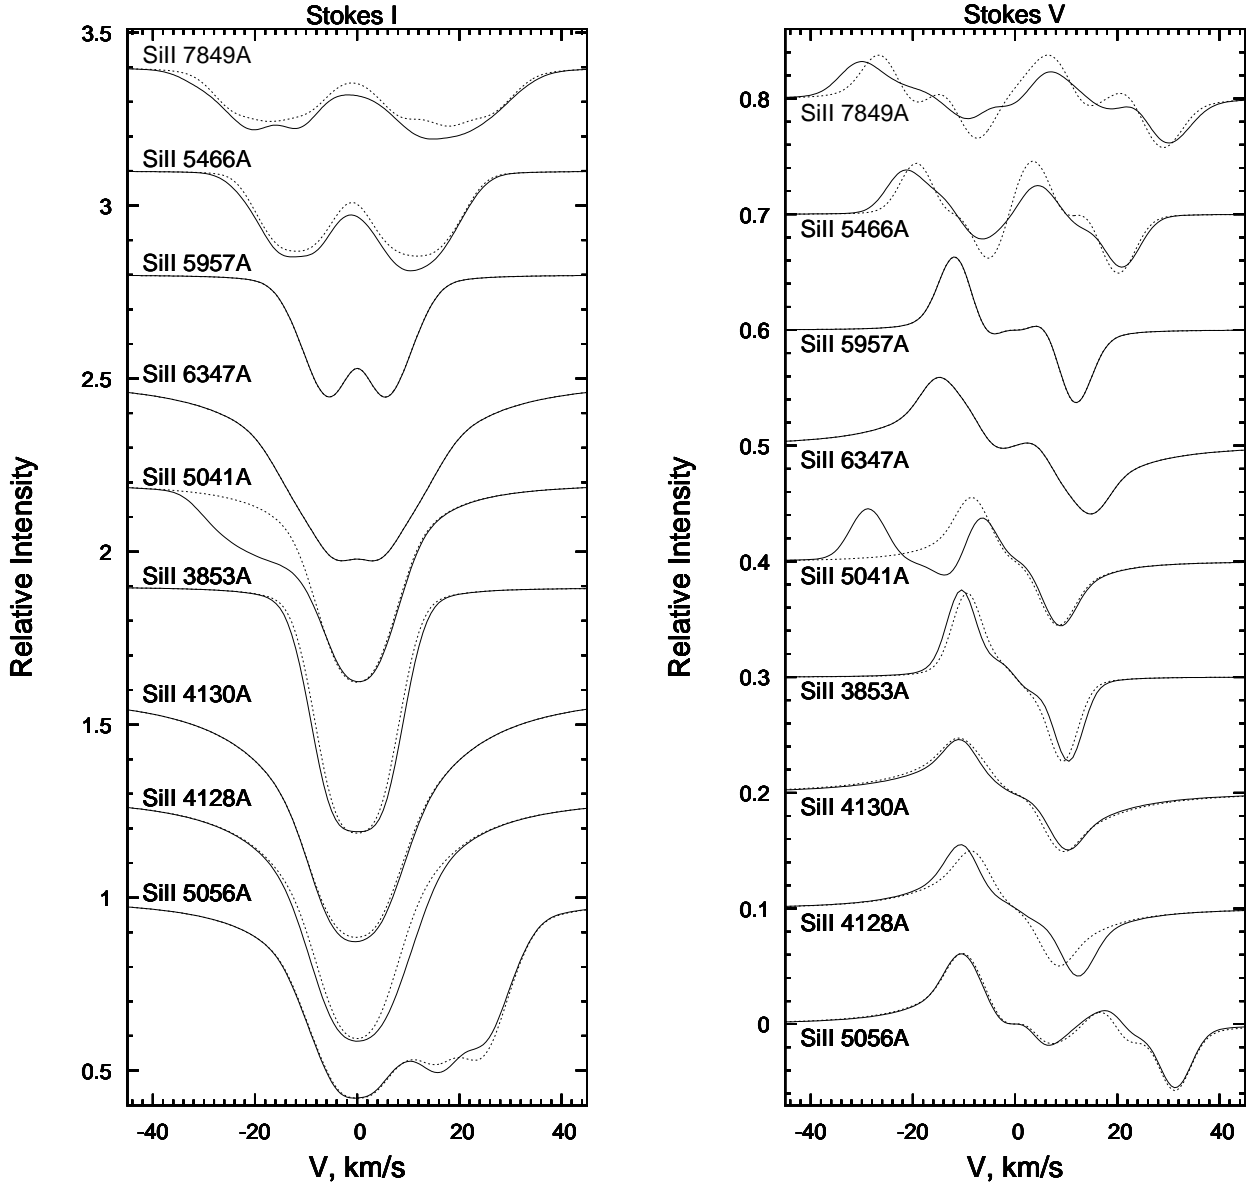 Stokes I
3.5
SiII 7849A
SiII 5466A
3
SiII 5957A
SiII 6347A
2.5
SiII 5041A
2
SiII 3853A
SiII 4130A
1.5
SiII 4128A
SiII 5056A
1
0.5
Relative Intensity
-40 -20 0 20 40
V, km/s
Stokes V
0.8
SiII 7849A
0.7
SiII 5466A
0.6
SiII 5957A
0.5
SiII 6347A
0.4
SiII 5041A
0.3
SiII 3853A
0.2
SiII 4130A
0.1
SiII 4128A
0
SiII 5056A
Relative Intensity
-40 -20 0 20 40
V, km/s